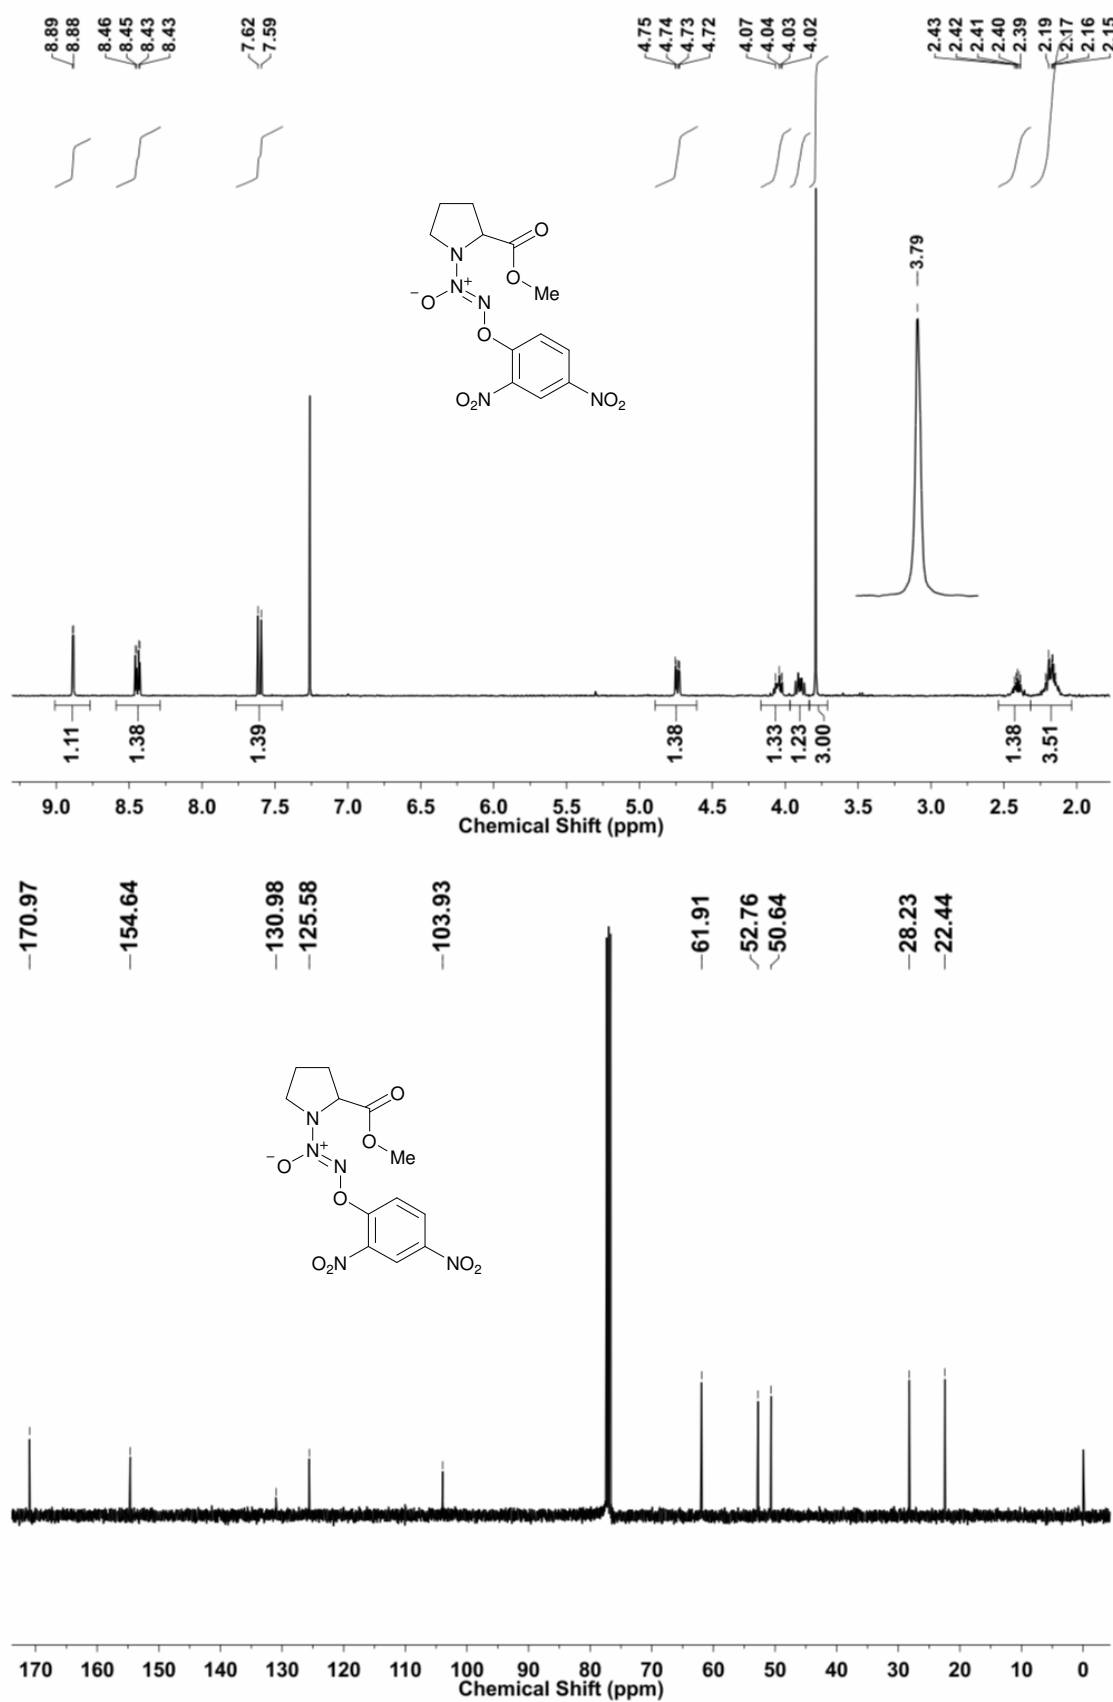 8.89 8.88 8.46 8.45 8.43 8.43 7.62 7.59 4.75 4.74 4.73 4.72 4.07 4.04 4.03 4.02 2.43 2.42 2.41 2.40 2.39 2.19 2.17 2.16 2.15
3.79
N
O
O
Me
−O
N+
N
O
O2N
NO2
1.11 1.38 1.39 1.38 1.33 1.23 3.00 1.38 3.51
9.0 8.5 8.0 7.5 7.0 6.5 6.0 5.5 5.0 4.5 4.0 3.5 3.0 2.5 2.0
Chemical Shift (ppm)
170.97 154.64 130.98 125.58 103.93 61.91 52.76 50.64 28.23 22.44
N
O
O
Me
−O
N+
N
O
O2N
NO2
170 160 150 140 130 120 110 100 90 80 70 60 50 40 30 20 10 0
Chemical Shift (ppm)